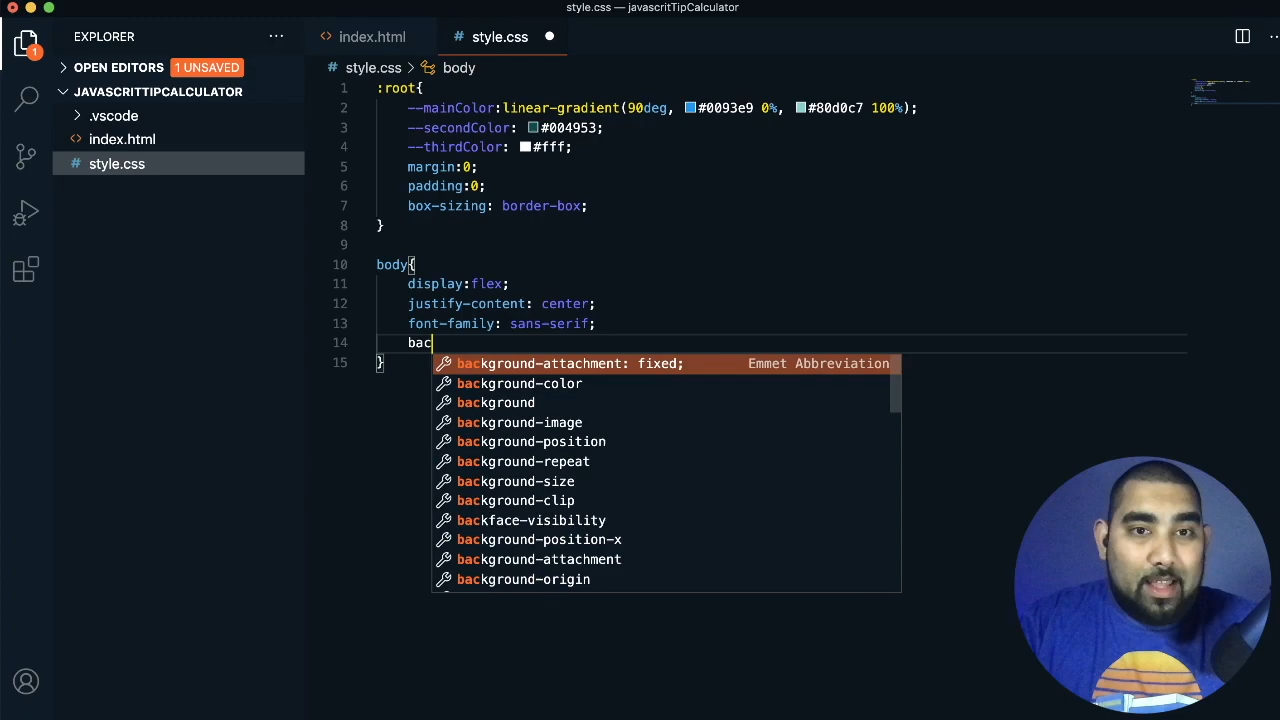 style.css — javascritTipCalculator
EXPLORER
1
OPEN EDITORS 1 UNSAVED
JAVASCRITTIPCALCULATOR
.vscode
<> index.html
# style.css
<> index.html
# style.css
# style.css > body
1 :root{
2 --mainColor:linear-gradient(90deg, #0093e9 0%, #80d0c7 100%);
3 --secondColor: #004953;
4 --thirdColor: #fff;
5 margin:0;
6 padding:0;
7 box-sizing: border-box;
8 }
9
10 body{
11 display:flex;
12 justify-content: center;
13 font-family: sans-serif;
14 bac
15 }
background-attachment: fixed; Emmet Abbreviation
background-color
background
background-image
background-position
background-repeat
background-size
background-clip
backface-visibility
background-position-x
background-attachment
background-origin